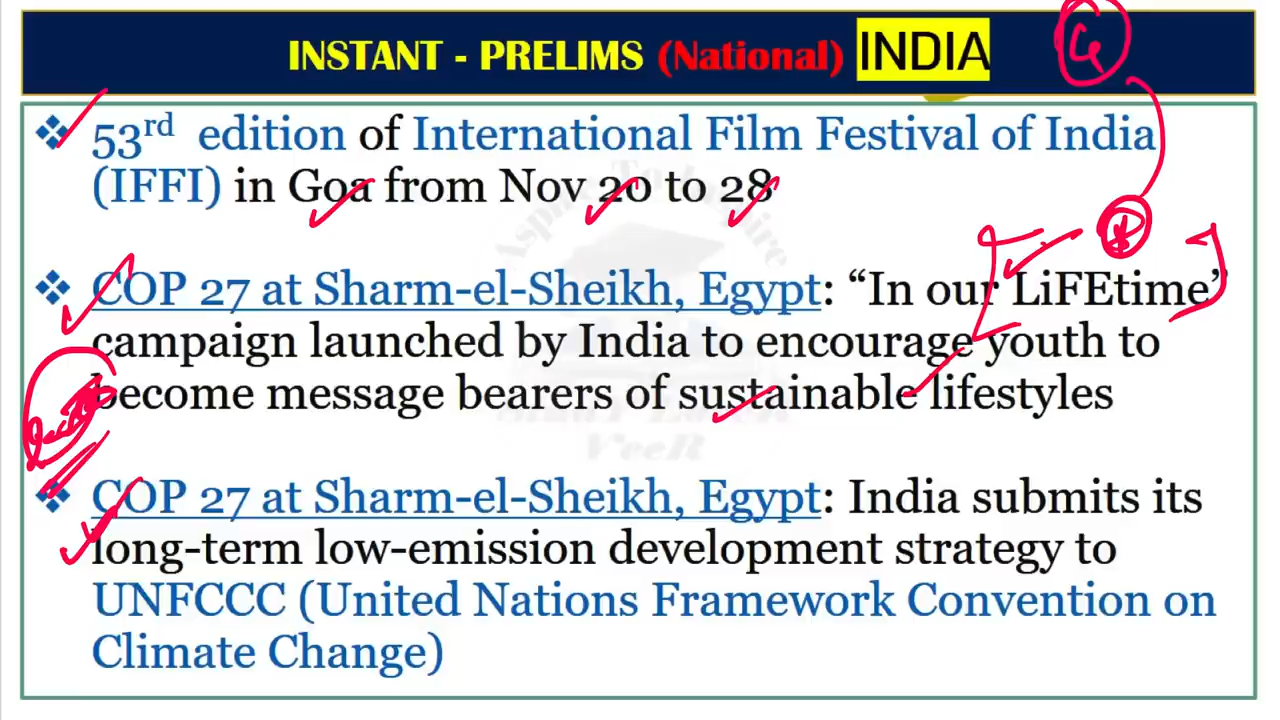 INSTANT - PRELIMS (National) INDIA
❖ 53rd edition of International Film Festival of India
(IFFI) in Goa from Nov 20 to 28
❖ COP 27 at Sharm-el-Sheikh, Egypt: “In our LiFEtime”
campaign launched by India to encourage youth to
become message bearers of sustainable lifestyles
❖ COP 27 at Sharm-el-Sheikh, Egypt: India submits its
long-term low-emission development strategy to
UNFCCC (United Nations Framework Convention on
Climate Change)